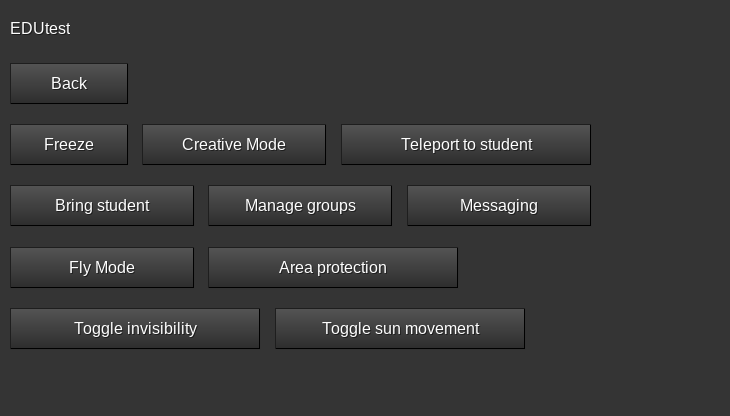 EDUtest
Back
Freeze Creative Mode Teleport to student
Bring student Manage groups Messaging
Fly Mode Area protection
Toggle invisibility Toggle sun movement